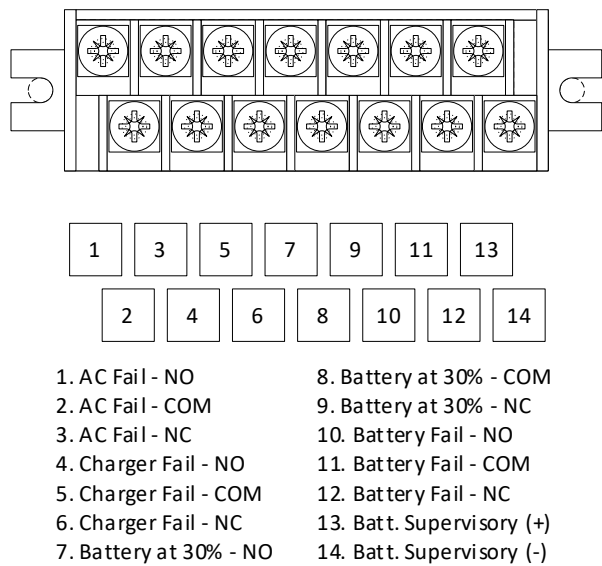 1 3 5 7 9 11 13
2 4 6 8 10 12 14
1. AC Fail - NO
2. AC Fail - COM
3. AC Fail - NC
4. Charger Fail - NO
5. Charger Fail - COM
6. Charger Fail - NC
7. Battery at 30% - NO
8. Battery at 30% - COM
9. Battery at 30% - NC
10. Battery Fail - NO
11. Battery Fail - COM
12. Battery Fail - NC
13. Batt. Supervisory (+)
14. Batt. Supervisory (-)